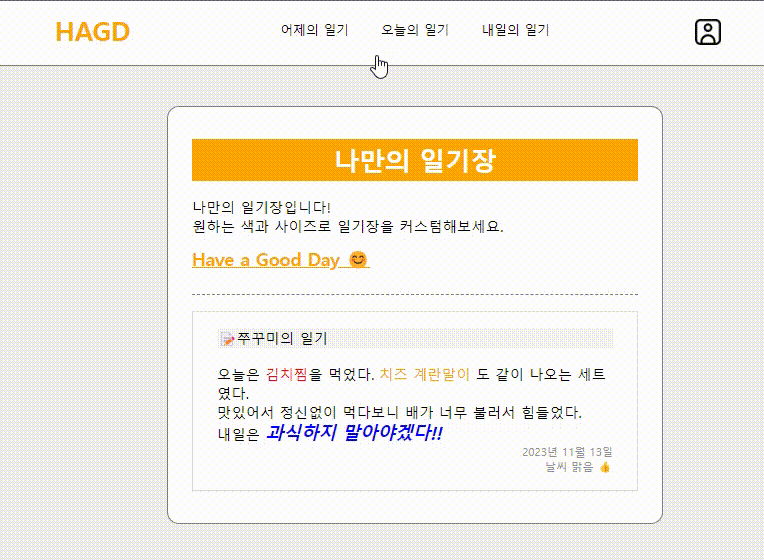 HAGD
어제의 일기 오늘의 일기 내일의 일기
나만의 일기장
나만의 일기장입니다!
원하는 색과 사이즈로 일기장을 커스텀해보세요.
Have a Good Day 😊
📝쭈꾸미의 일기
오늘은 김치찜을 먹었다. 치즈 계란말이 도 같이 나오는 세트
였다.
맛있어서 정신없이 먹다보니 배가 너무 불러서 힘들었다.
내일은 과식하지 말아야겠다!!
2023년 11월 13일
날씨 맑음 👍